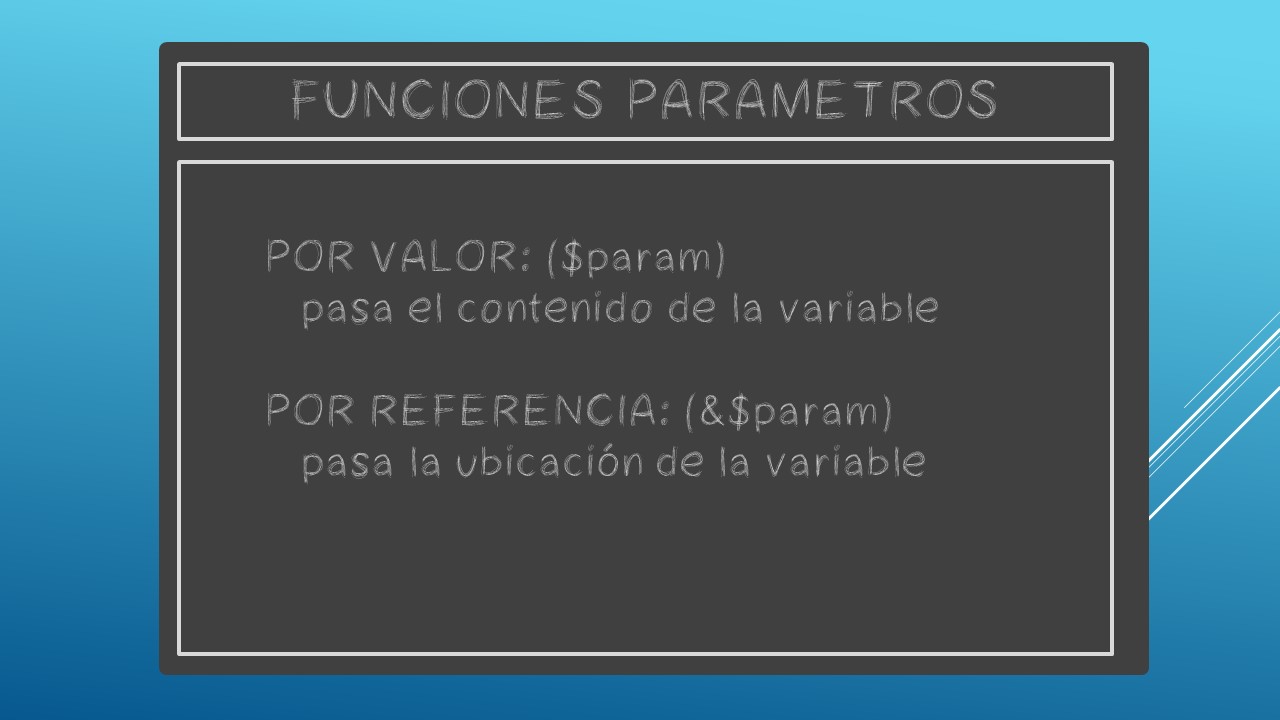 FUNCIONES PARAMETROS
POR VALOR: ($param)
pasa el contenido de la variable
POR REFERENCIA: (&$param)
pasa la ubicación de la variable